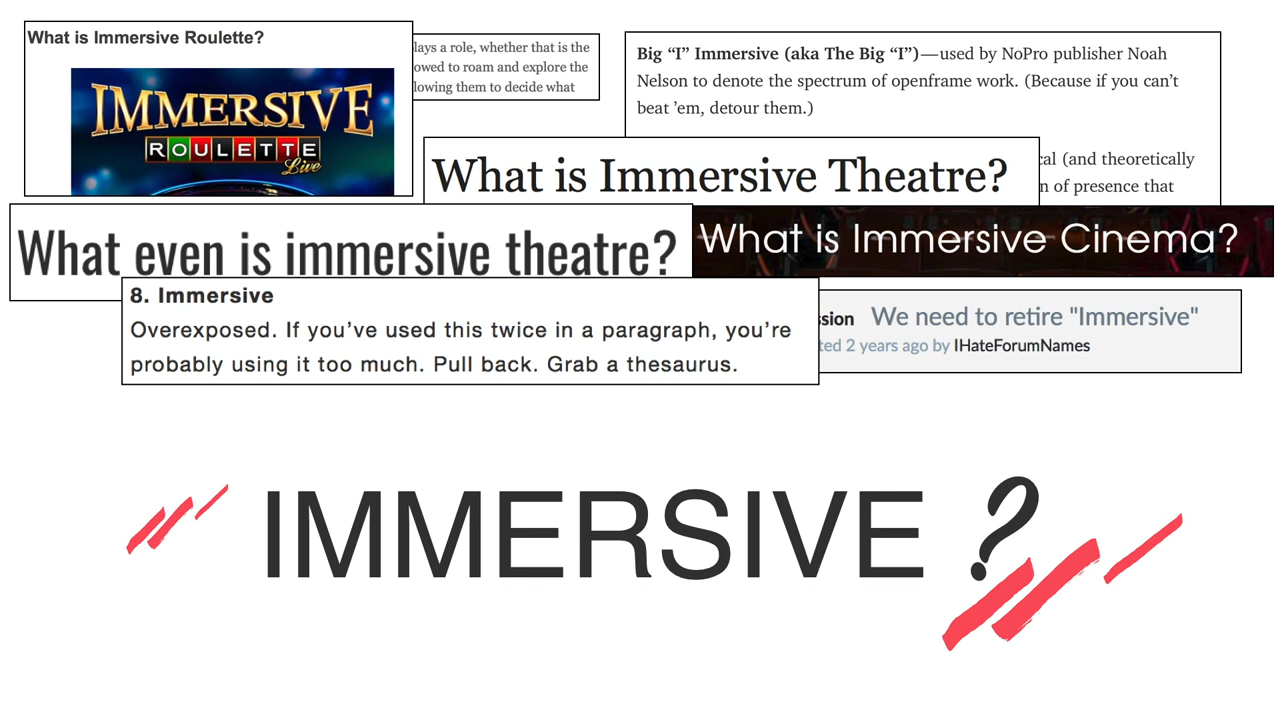 What is Immersive Roulette?
IMMERSIVE
ROULETTE
Live
lays a role, whether that is the
owed to roam and explore the
lowing them to decide what
Big “I” Immersive (aka The Big “I”)—used by NoPro publisher Noah
Nelson to denote the spectrum of openframe work. (Because if you can’t
beat ’em, detour them.)
cal (and theoretically
n of presence that
What is Immersive Theatre?
What even is immersive theatre?
What is Immersive Cinema?
8. Immersive
Overexposed. If you’ve used this twice in a paragraph, you’re
probably using it too much. Pull back. Grab a thesaurus.
ssion We need to retire "Immersive"
ted 2 years ago by IHateForumNames
IMMERSIVE ?